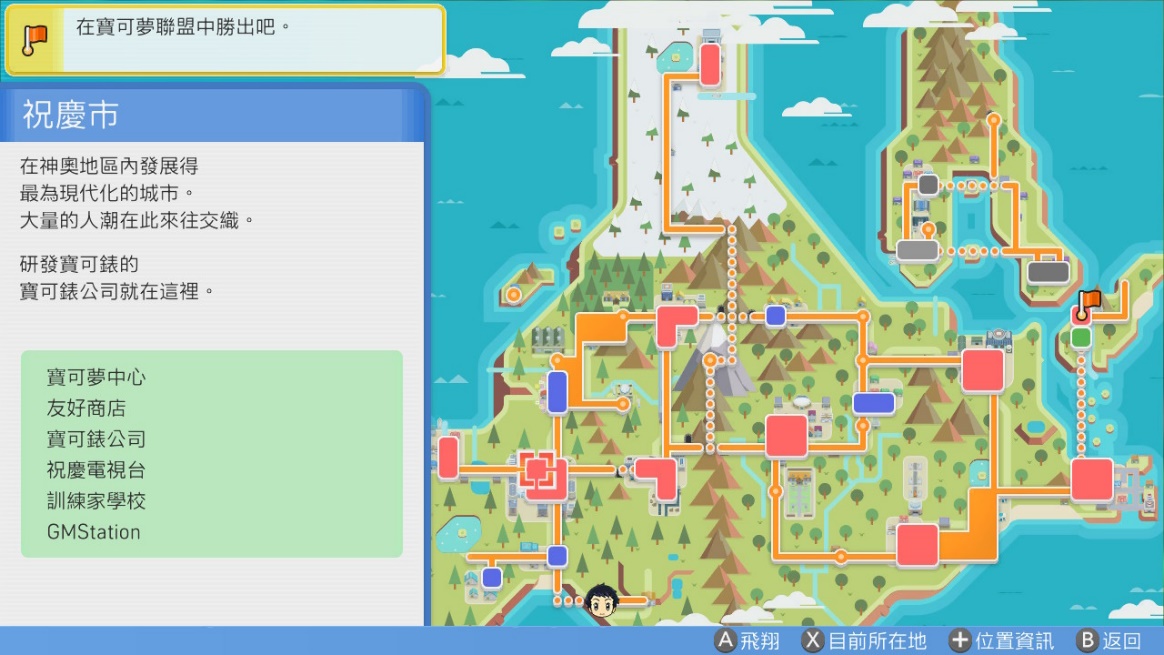 在寶可夢聯盟中勝出吧。
祝慶市
在神奧地區內發展得
最為現代化的城市。
大量的人潮在此來往交織。
研發寶可錶的
寶可錶公司就在這裡。
寶可夢中心
友好商店
寶可錶公司
祝慶電視台
訓練家學校
GMStation
A飛翔 X目前所在地 +位置資訊 B返回